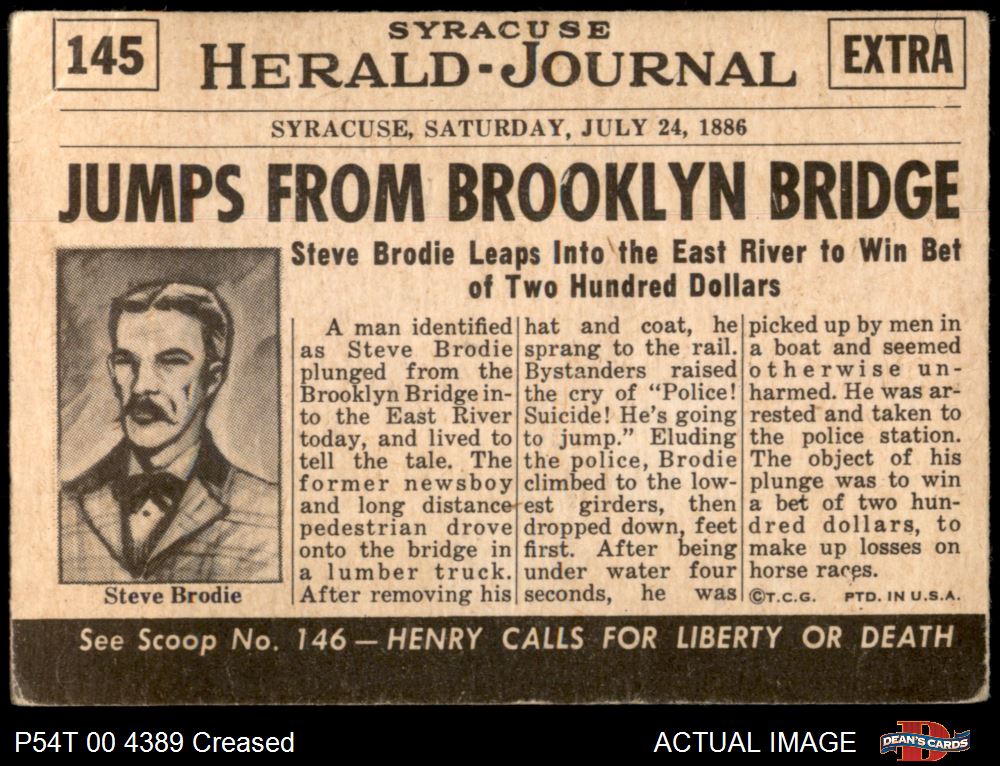 145
SYRACUSE
HERALD-JOURNAL
EXTRA
SYRACUSE, SATURDAY, JULY 24, 1886
JUMPS FROM BROOKLYN BRIDGE
Steve Brodie Leaps Into the East River to Win Bet
of Two Hundred Dollars
Steve Brodie
A man identified
as Steve Brodie
plunged from the
Brooklyn Bridge in-
to the East River
today, and lived to
tell the tale. The
former newsboy
and long distance
pedestrian drove
onto the bridge in
a lumber truck.
After removing his
hat and coat, he
sprang to the rail.
Bystanders raised
the cry of "Police!
Suicide! He's going
to jump." Eluding
the police, Brodie
climbed to the low-
est girders, then
dropped down, feet
first. After being
under water four
seconds, he was
picked up by men in
a boat and seemed
otherwise un-
harmed. He was ar-
rested and taken to
the police station.
The object of his
plunge was to win
a bet of two hun-
dred dollars, to
make up losses on
horse races.
©T.C.G. PTD. IN U.S.A.
See Scoop No. 146 — HENRY CALLS FOR LIBERTY OR DEATH
P54T 00 4389 Creased
ACTUAL IMAGE
D
DEAN'S CARDS